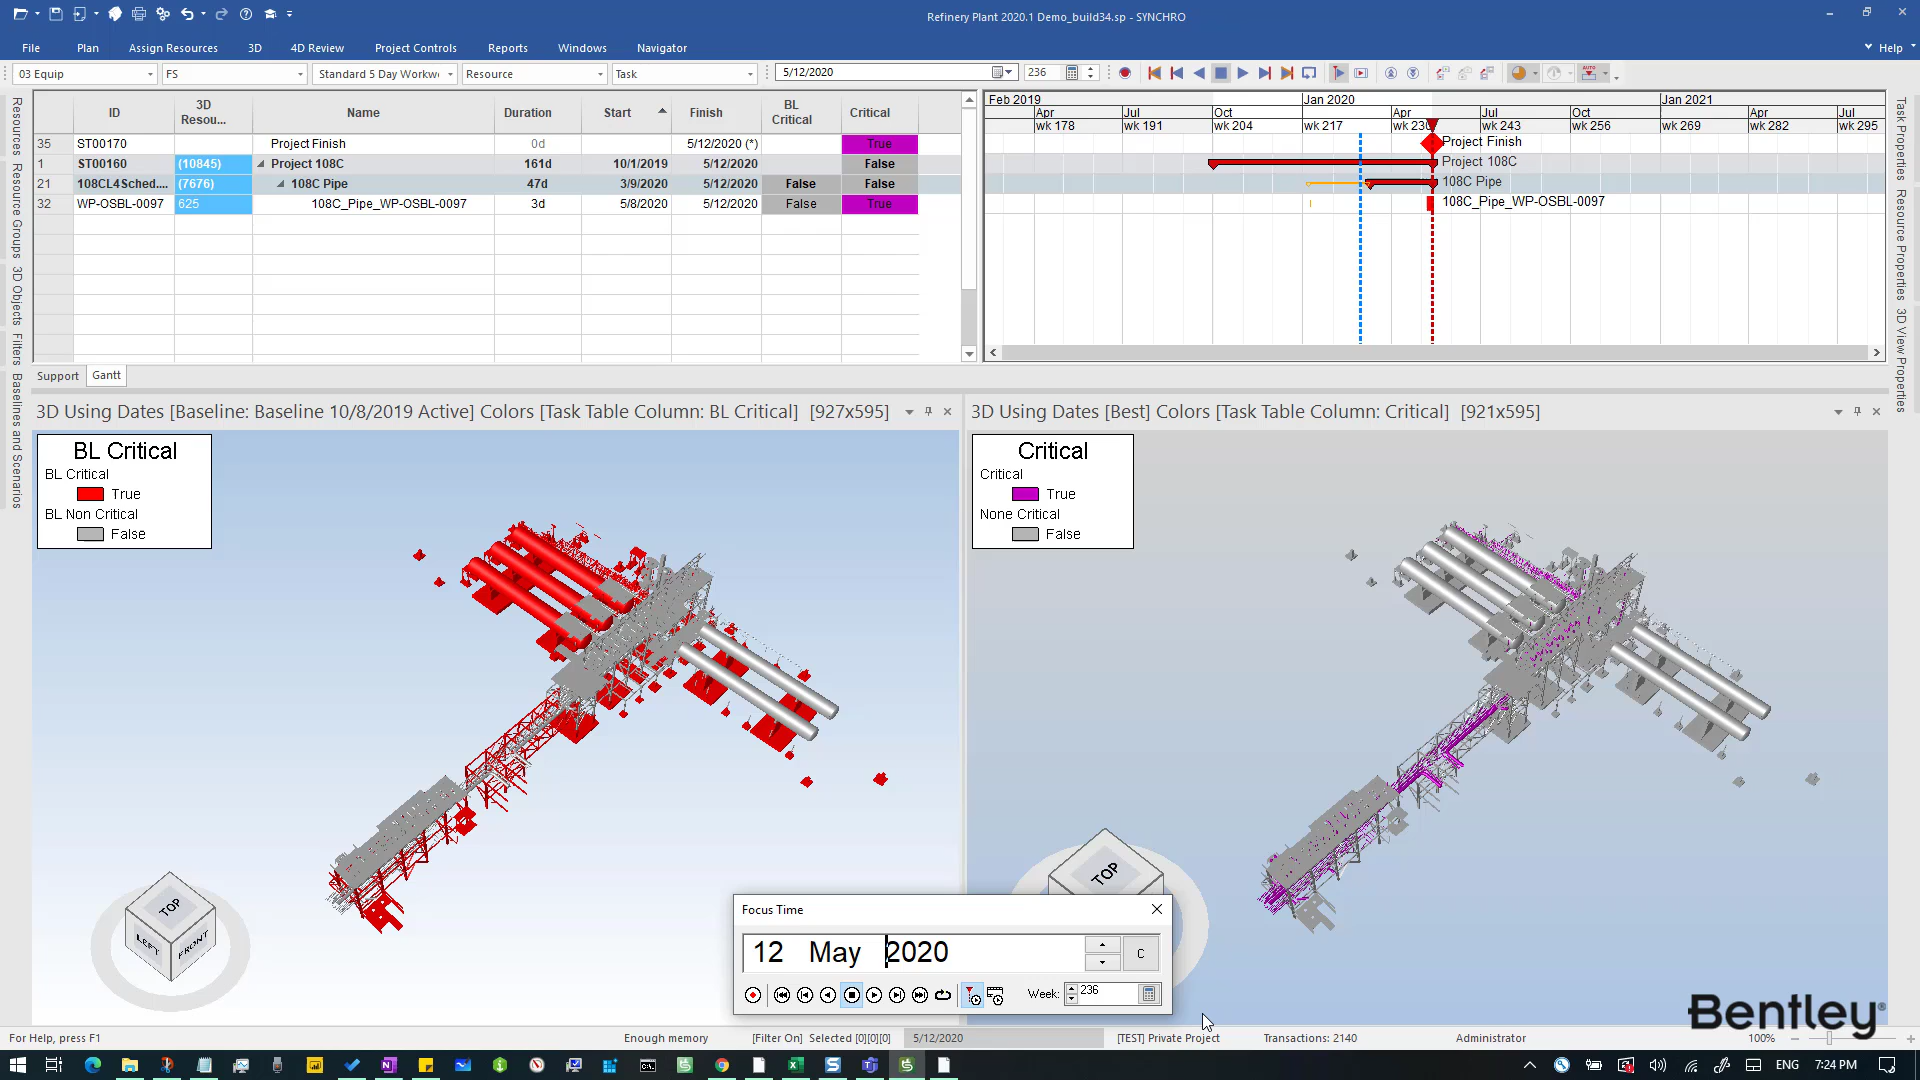 Refinery Plant 2020.1 Demo_build34.sp - SYNCHRO
File Plan Assign Resources 3D 4D Review Project Controls Reports Windows Navigator Help
03 Equip FS Standard 5 Day Workw Resource Task 5/12/2020 236 AUTO
Feb 2019 Jan 2020 Jan 2021
Apr Jul Oct Apr Jul Oct Apr Jul
wk 178 wk 191 wk 204 wk 217 wk 230 wk 243 wk 256 wk 269 wk 282 wk 295
ID 3D Resou... Name Duration Start Finish BL Critical Critical
35 ST00170 Project Finish 0d 5/12/2020 (*) True
1 ST00160 (10845) Project 108C 161d 10/1/2019 5/12/2020 False
21 108CL4Sched.... (7676) 108C Pipe 47d 3/9/2020 5/12/2020 False False
32 WP-OSBL-0097 625 108C_Pipe_WP-OSBL-0097 3d 5/8/2020 5/12/2020 False True
Project Finish
Project 108C
108C Pipe
108C_Pipe_WP-OSBL-0097
Resources
Resource Groups
3D Objects
Filters
Baselines and Scenarios
Task Properties
Resource Properties
3D View Properties
Support Gantt
3D Using Dates [Baseline: Baseline 10/8/2019 Active] Colors [Task Table Column: BL Critical] [927x595]
3D Using Dates [Best] Colors [Task Table Column: Critical] [921x595]
BL Critical
BL Critical
True
BL Non Critical
False
Critical
Critical
True
None Critical
False
TOP
LEFT FRONT
TOP
Focus Time
12 May 2020 C
Week: 236
Bentley
For Help, press F1 Enough memory [Filter On] Selected [0][0][0] 5/12/2020 [TEST] Private Project Transactions: 2140 Administrator 100%
ENG 7:24 PM